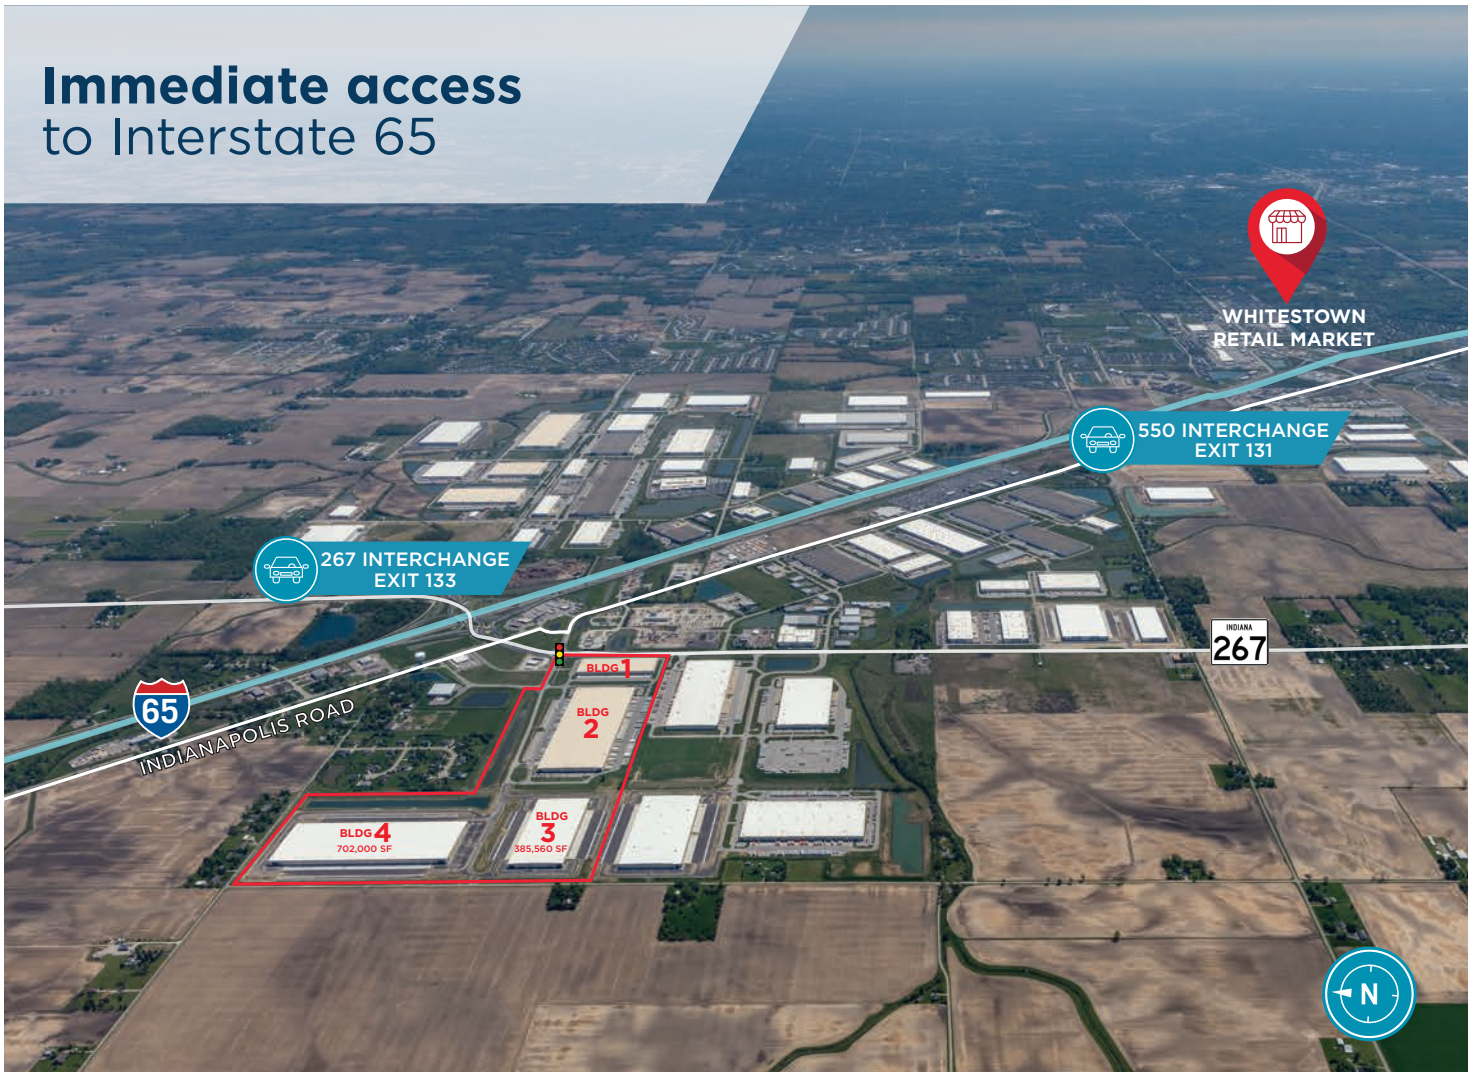 Immediate access
to Interstate 65
WHITESTOWN
RETAIL MARKET
550 INTERCHANGE
EXIT 131
267 INTERCHANGE
EXIT 133
INDIANA
267
65
INDIANAPOLIS ROAD
BLDG 1
BLDG
2
BLDG
3
385,560 SF
BLDG 4
702,000 SF
N